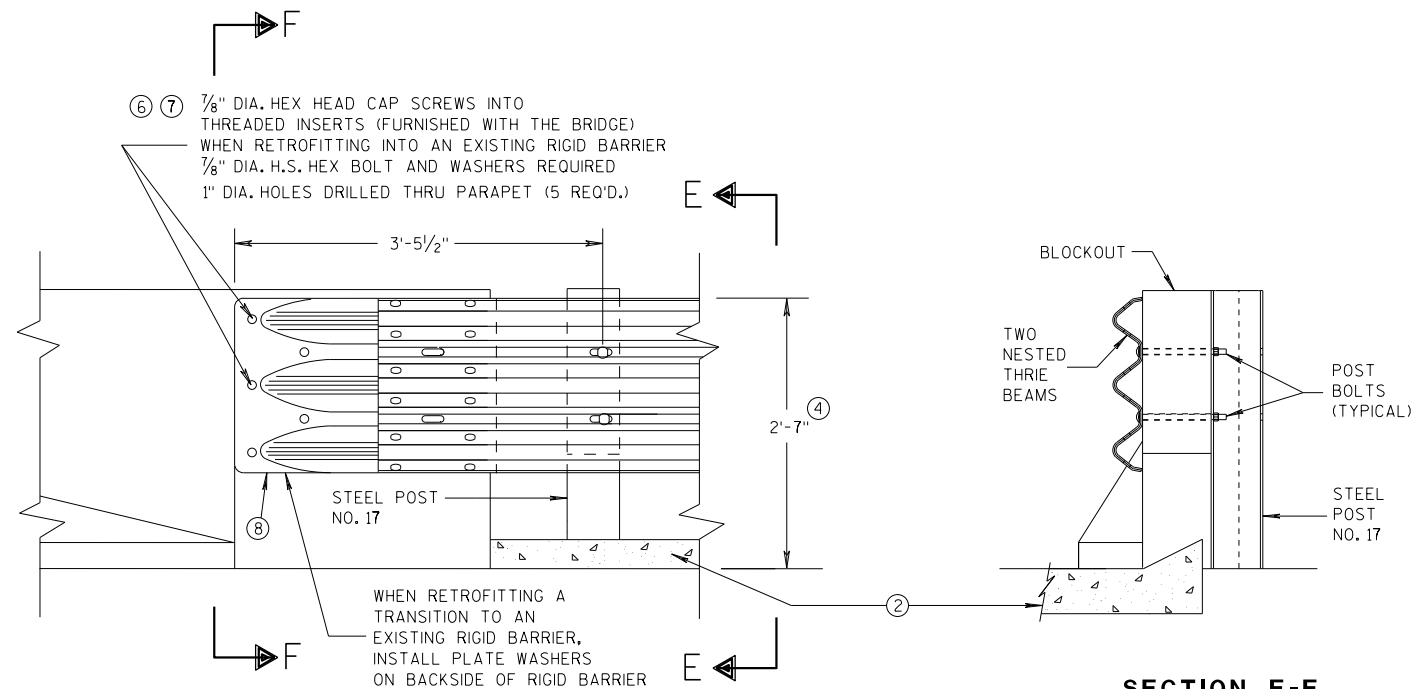 F
⑥ ⑦ 7/8" DIA. HEX HEAD CAP SCREWS INTO
THREADED INSERTS (FURNISHED WITH THE BRIDGE)
WHEN RETROFITTING INTO AN EXISTING RIGID BARRIER
7/8" DIA. H.S. HEX BOLT AND WASHERS REQUIRED
1" DIA. HOLES DRILLED THRU PARAPET (5 REQ'D.)
E
3'-5 1/2"
2'-7" ④
STEEL POST
NO. 17
⑧
WHEN RETROFITTING A
TRANSITION TO AN
EXISTING RIGID BARRIER,
INSTALL PLATE WASHERS
ON BACKSIDE OF RIGID BARRIER
F
E
②
BLOCKOUT
TWO
NESTED
THRIE
BEAMS
POST
BOLTS
(TYPICAL)
STEEL
POST
NO. 17
SECTION E-E